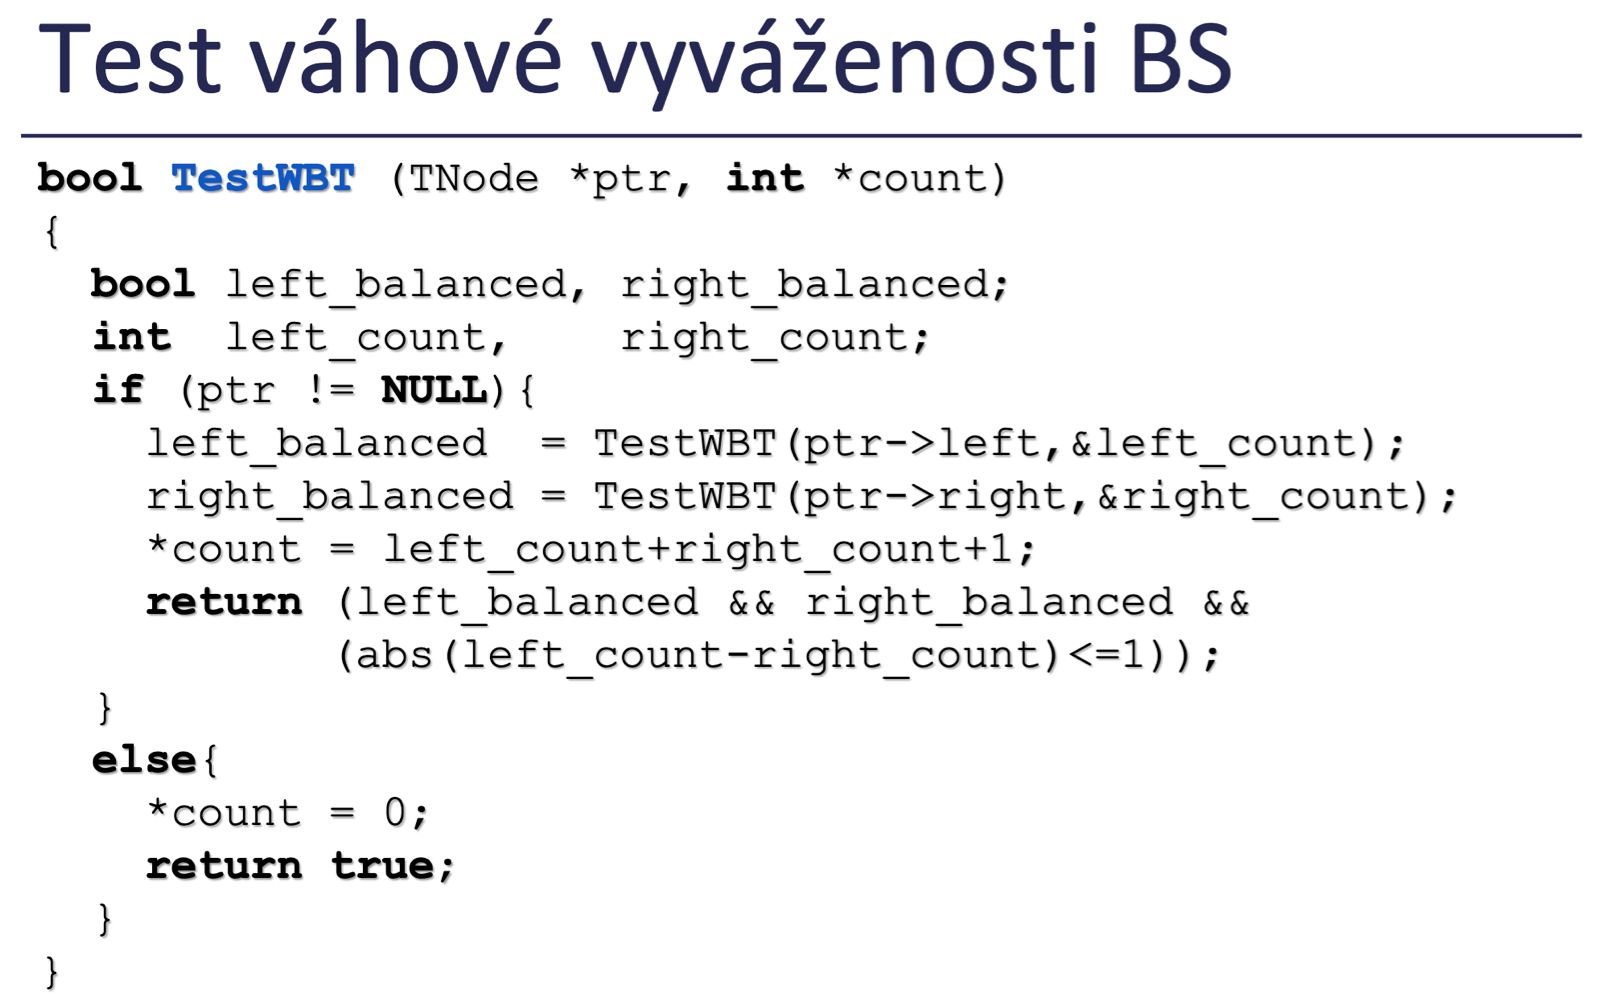 Test váhové vyváženosti BS
bool TestWBT (TNode *ptr, int *count)
{
  bool left_balanced, right_balanced;
  int  left_count,    right_count;
  if (ptr != NULL){
    left_balanced  = TestWBT(ptr->left,&left_count);
    right_balanced = TestWBT(ptr->right,&right_count);
    *count = left_count+right_count+1;
    return (left_balanced && right_balanced &&
           (abs(left_count-right_count)<=1));
  }
  else{
    *count = 0;
    return true;
  }
}